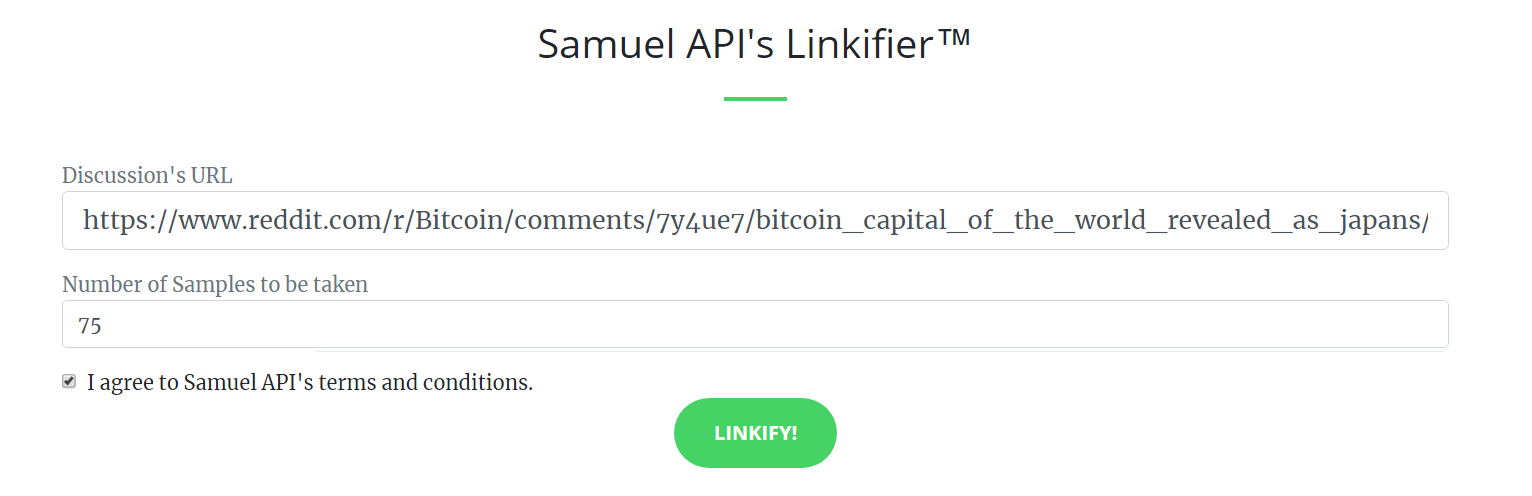 Samuel API's Linkifier™
Discussion's URL
https://www.reddit.com/r/Bitcoin/comments/7y4ue7/bitcoin_capital_of_the_world_revealed_as_japans/
Number of Samples to be taken
75
I agree to Samuel API's terms and conditions.
LINKIFY!